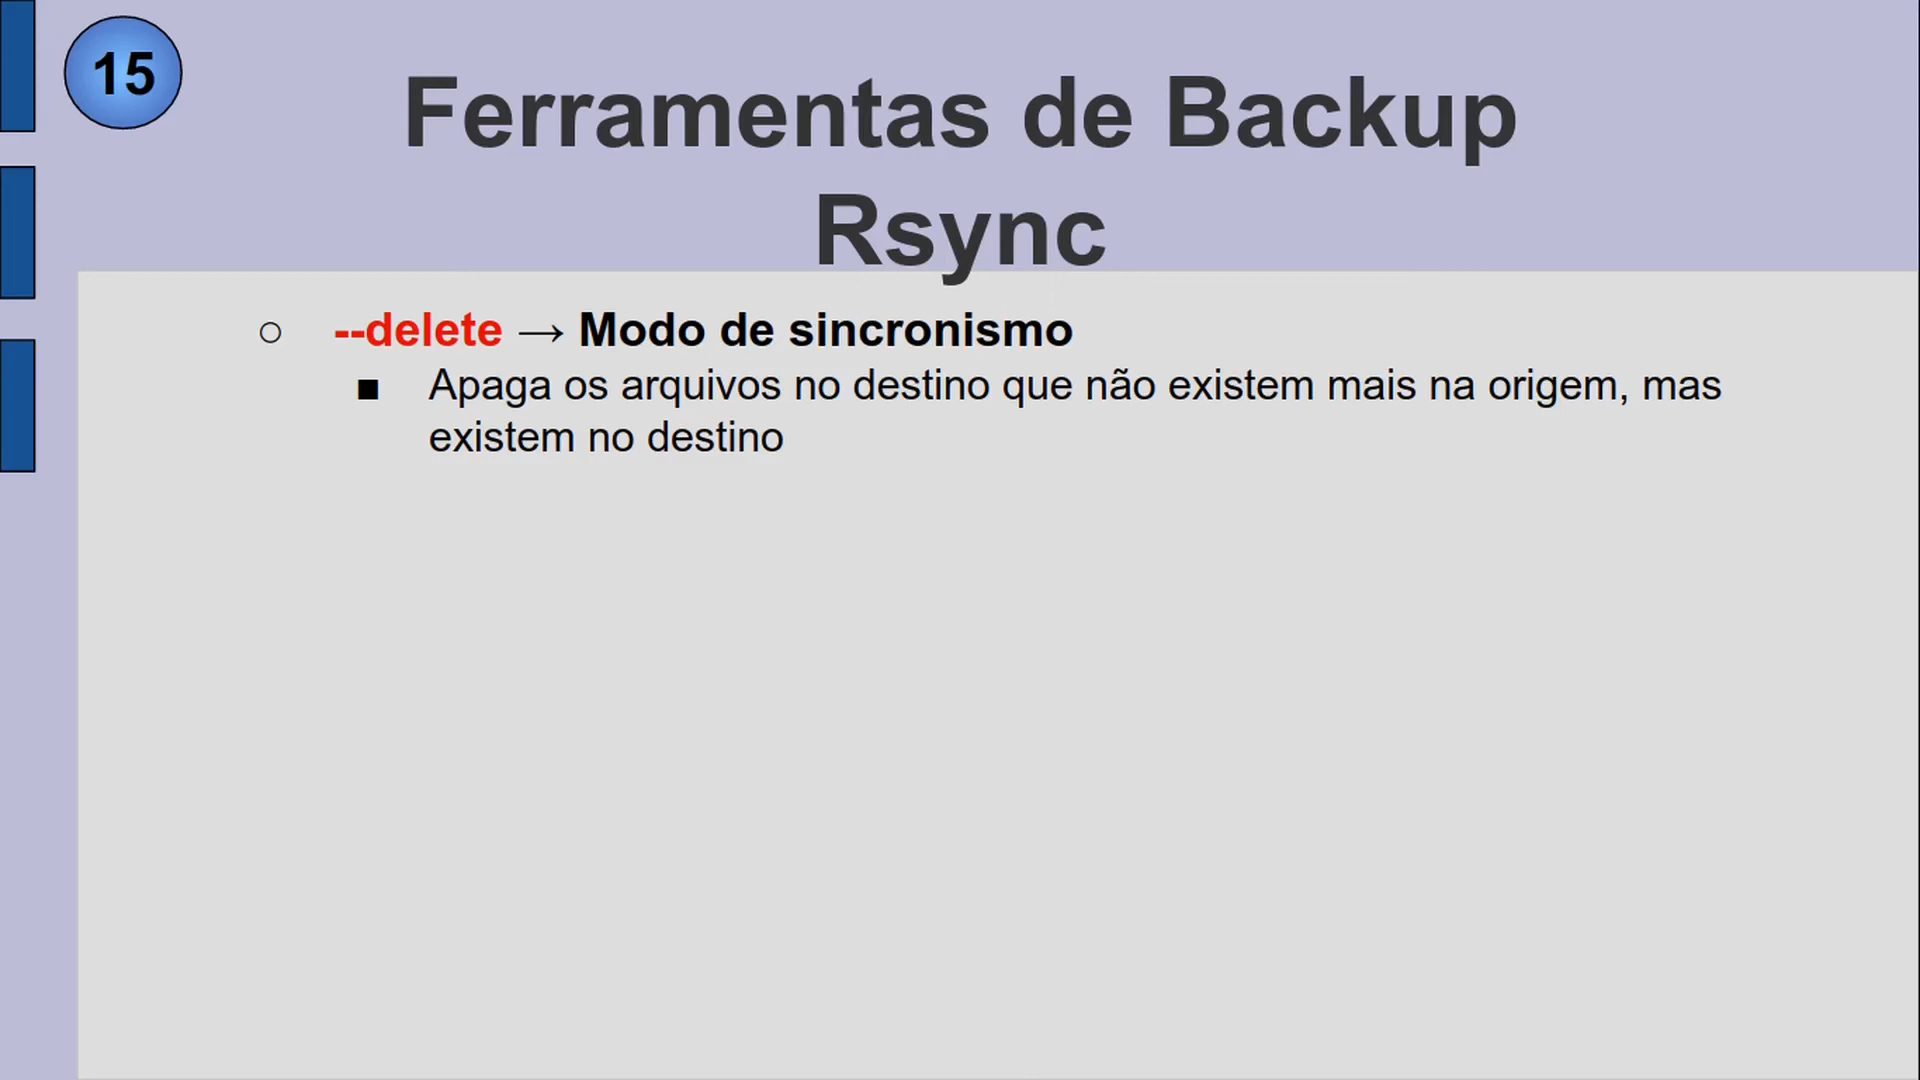 15
Ferramentas de Backup
Rsync
○ --delete → Modo de sincronismo
■ Apaga os arquivos no destino que não existem mais na origem, mas
existem no destino